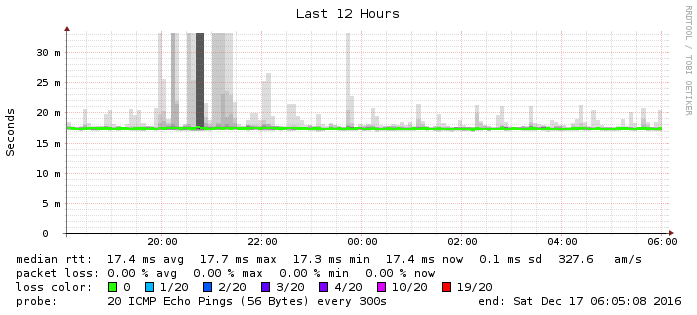 Last 12 Hours
RRDTOOL / TOBI OETIKER
Seconds
30 m
25 m
20 m
15 m
10 m
5 m
0
20:00 22:00 00:00 02:00 04:00 06:00
median rtt: 17.4 ms avg 17.7 ms max 17.3 ms min 17.4 ms now 0.1 ms sd 327.6 am/s
packet loss: 0.00 % avg 0.00 % max 0.00 % min 0.00 % now
loss color: 0 1/20 2/20 3/20 4/20 10/20 19/20
probe: 20 ICMP Echo Pings (56 Bytes) every 300s end: Sat Dec 17 06:05:08 2016